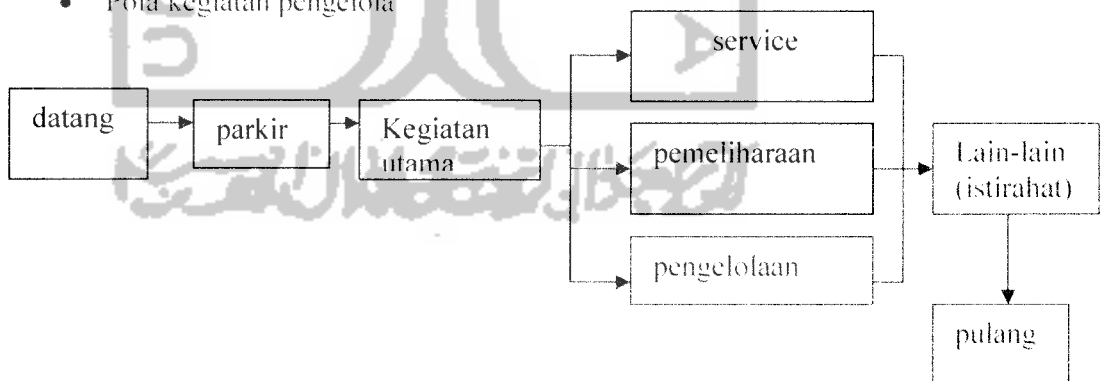 • Pola kegiatan pengelola
service
datang
parkir
Kegiatan
utama
pemeliharaan
Lain-lain
(istirahat)
pengelolaan
pulang